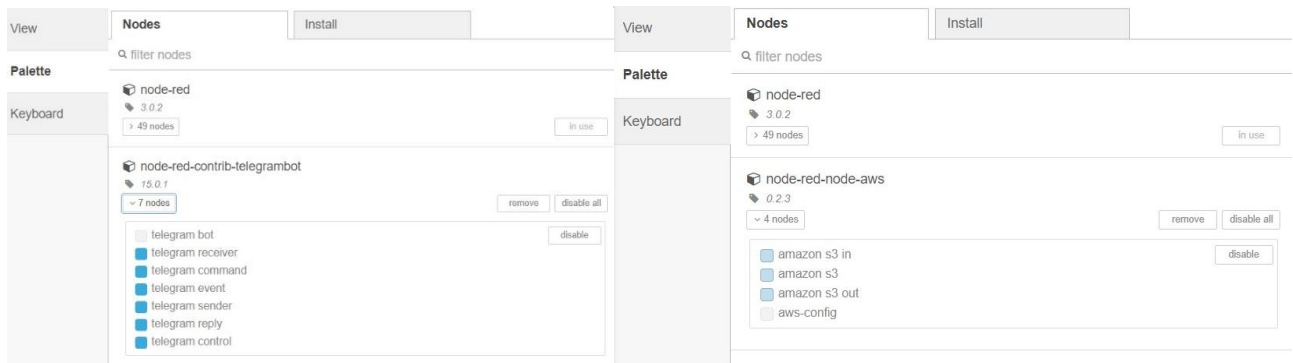 View
Palette
Keyboard
Nodes
Install
filter nodes
node-red
3.0.2
> 49 nodes
in use
node-red-contrib-telegrambot
15.0.1
7 nodes
remove
disable all
telegram bot
disable
telegram receiver
telegram command
telegram event
telegram sender
telegram reply
telegram control
View
Palette
Keyboard
Nodes
Install
filter nodes
node-red
3.0.2
> 49 nodes
in use
node-red-node-aws
0.2.3
4 nodes
remove
disable all
amazon s3 in
disable
amazon s3
amazon s3 out
aws-config